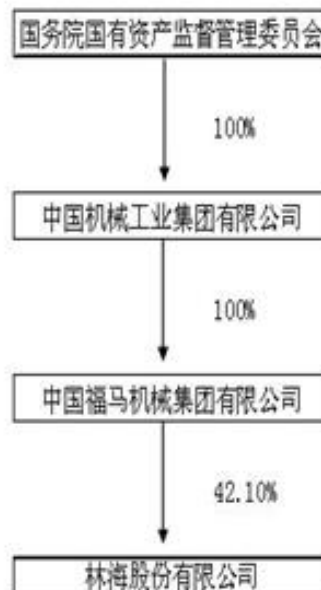 国务院国有资产监督管理委员会
100%
中国机械工业集团有限公司
100%
中国福马机械集团有限公司
42.10%
林海股份有限公司